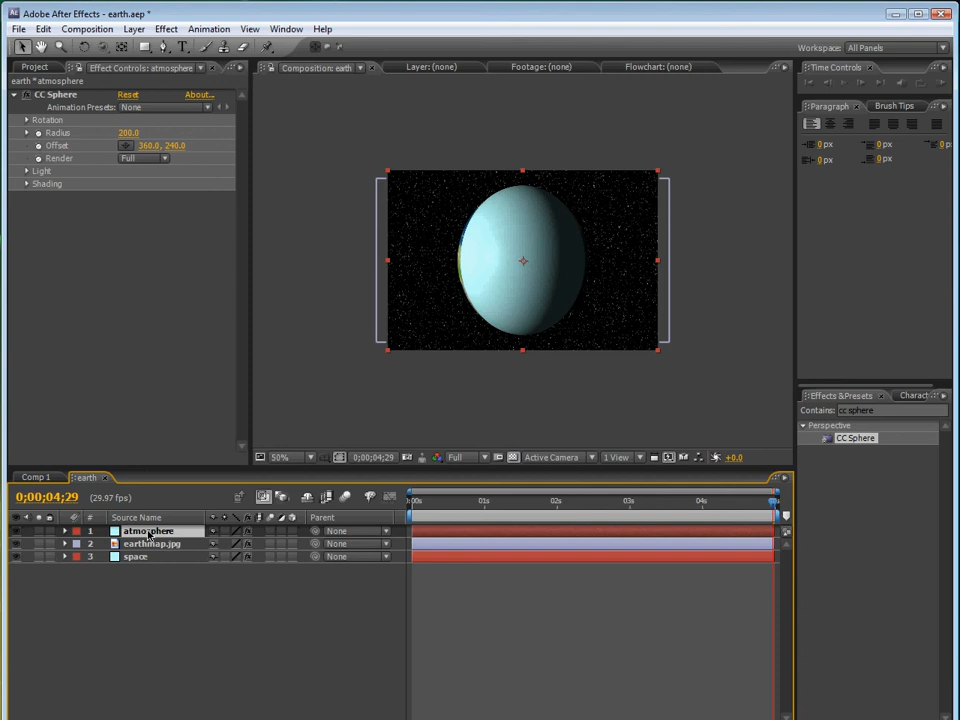 Adobe After Effects - earth.aep *
File Edit Composition Layer Effect Animation View Window Help
Workspace: All Panels
Project Effect Controls: atmosphere
Composition: earth Layer: (none) Footage: (none) Flowchart: (none)
Time Controls
earth * atmosphere
CC Sphere Reset About...
Animation Presets: None
Rotation
Radius 200.0
Offset 360.0, 240.0
Render Full
Light
Shading
Paragraph Brush Tips
0 px 0 px 0 p
0 px 0 px
Effects & Presets Charact
Contains: cc sphere
Perspective
CC Sphere
50% 0;00;04;29 Full Active Camera 1 View +0.0
Comp 1 earth
0;00;04;29 (29.97 fps)
:00s 01s 02s 03s 04s
# Source Name Parent
1 atmosphere None
2 earthmap.jpg None
3 space None